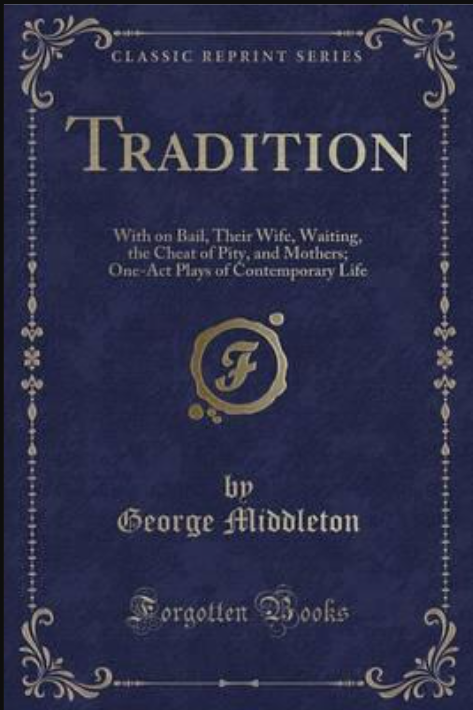 CLASSIC REPRINT SERIES
TRADITION
With on Bail, Their Wife, Waiting,
the Cheat of Pity, and Mothers;
One-Act Plays of Contemporary Life
F
by
George Middleton
Forgotten Books